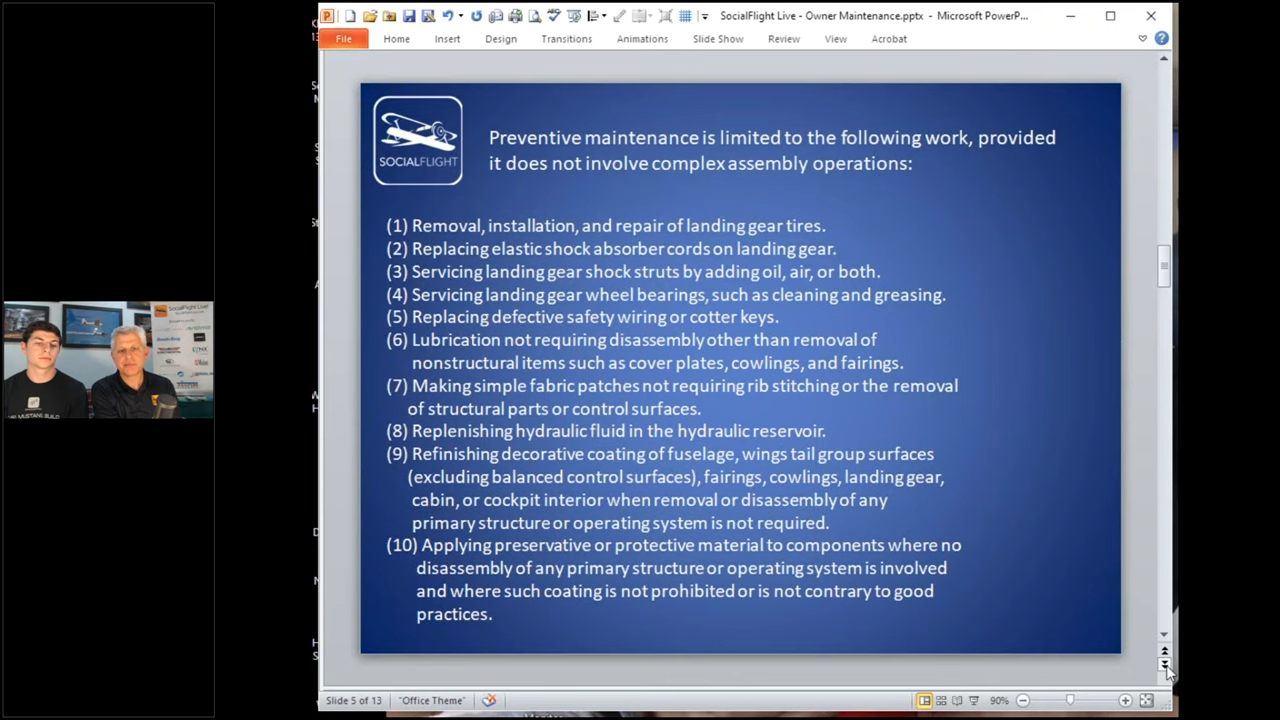 SocialFlight Live - Owner Maintenance.pptx - Microsoft PowerP...
File Home Insert Design Transitions Animations Slide Show Review View Acrobat
SOCIALFLIGHT
Preventive maintenance is limited to the following work, provided
it does not involve complex assembly operations:
(1) Removal, installation, and repair of landing gear tires.
(2) Replacing elastic shock absorber cords on landing gear.
(3) Servicing landing gear shock struts by adding oil, air, or both.
(4) Servicing landing gear wheel bearings, such as cleaning and greasing.
(5) Replacing defective safety wiring or cotter keys.
(6) Lubrication not requiring disassembly other than removal of
nonstructural items such as cover plates, cowlings, and fairings.
(7) Making simple fabric patches not requiring rib stitching or the removal
of structural parts or control surfaces.
(8) Replenishing hydraulic fluid in the hydraulic reservoir.
(9) Refinishing decorative coating of fuselage, wings tail group surfaces
(excluding balanced control surfaces), fairings, cowlings, landing gear,
cabin, or cockpit interior when removal or disassembly of any
primary structure or operating system is not required.
(10) Applying preservative or protective material to components where no
disassembly of any primary structure or operating system is involved
and where such coating is not prohibited or is not contrary to good
practices.
SocialFlight Live!
Slide 5 of 13 "Office Theme" 90%